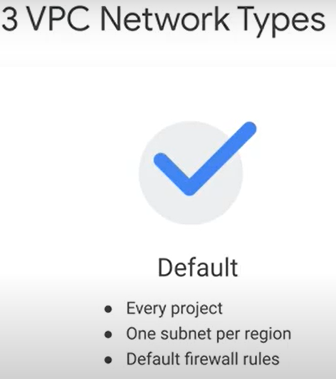 3 VPC Network Types
Default
• Every project
• One subnet per region
• Default firewall rules